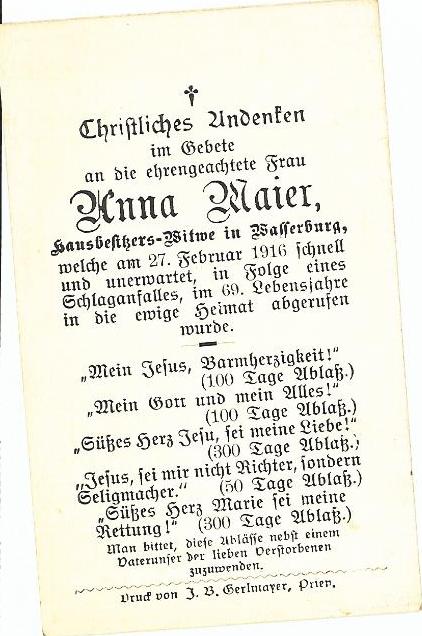 Christliches Andenken
im Gebete
an die ehrengeachtete Frau
Anna Maier,
Hausbesitzers-Witwe in Wasserburg,
welche am 27. Februar 1916 schnell
und unerwartet, in Folge eines
Schlaganfalles, im 69. Lebensjahre
in die ewige Heimat abgerufen
wurde.
„Mein Jesus, Barmherzigkeit!"
(100 Tage Ablaß.)
„Mein Gott und mein Alles!"
(100 Tage Ablaß.)
„Süßes Herz Jesu, sei meine Liebe!"
(300 Tage Ablaß.)
„Jesus, sei mir nicht Richter, sondern
Seligmacher." (50 Tage Ablaß.)
„Süßes Herz Marie sei meine
Rettung!" (300 Tage Ablaß.)
Man bittet, diese Ablässe nebst einem
Vaterunser der lieben Verstorbenen
zuzuwenden.
Druck von J. B. Gerlmayer, Prien.